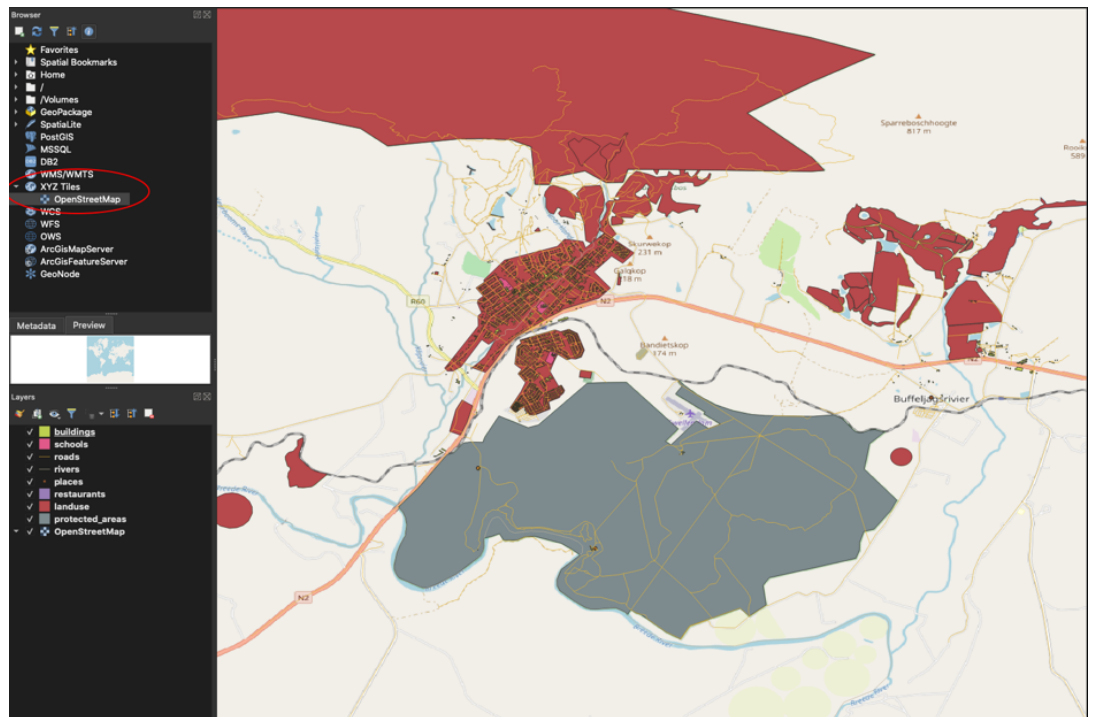 Browser
Favorites
Spatial Bookmarks
Home
/
/Volumes
GeoPackage
SpatiaLite
PostGIS
MSSQL
DB2
WMS/WMTS
XYZ Tiles
OpenStreetMap
WCS
WFS
OWS
ArcGisMapServer
ArcGisFeatureServer
GeoNode
Metadata
Preview
Layers
buildings
schools
roads
rivers
places
restaurants
landuse
protected_areas
OpenStreetMap
Sparreboschhoogte
817 m
589
Skurwekop
231 m
R60
N2
Bandietskop
174 m
N2
Buffeljagsrivier
N2